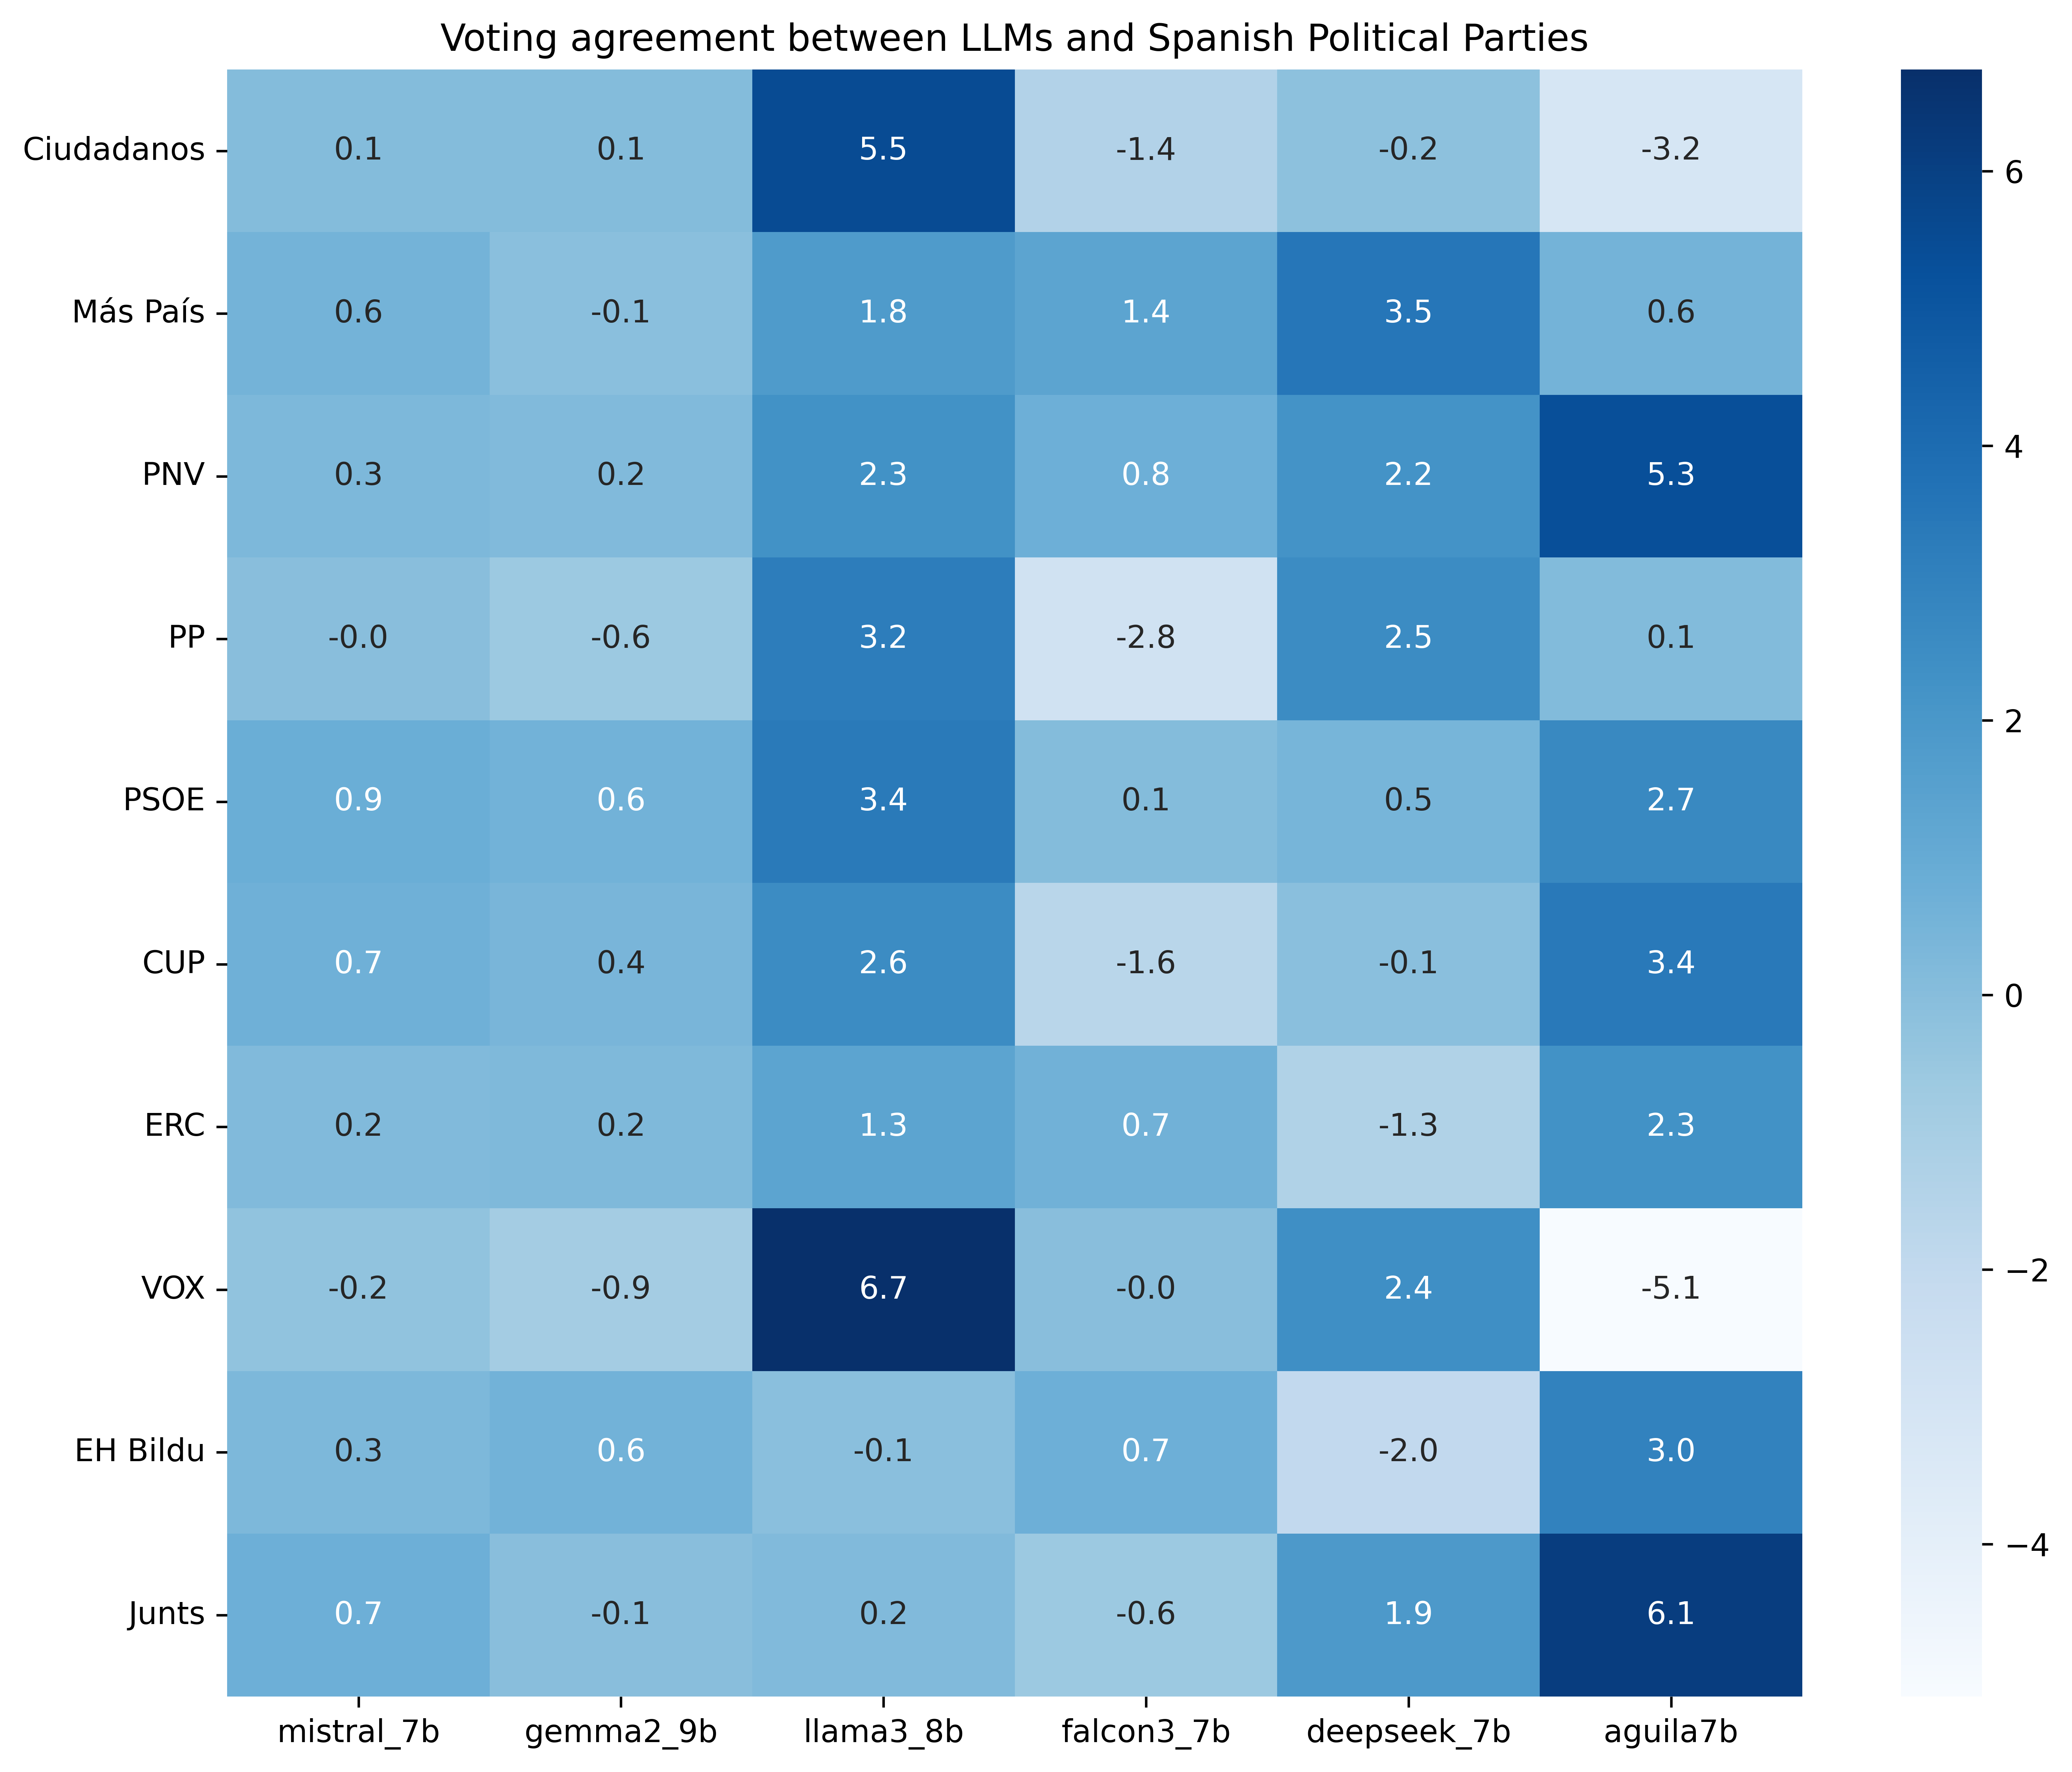 Voting agreement between LLMs and Spanish Political Parties
Ciudadanos 0.1 0.1 5.5 -1.4 -0.2 -3.2
Más País 0.6 -0.1 1.8 1.4 3.5 0.6
PNV 0.3 0.2 2.3 0.8 2.2 5.3
PP -0.0 -0.6 3.2 -2.8 2.5 0.1
PSOE 0.9 0.6 3.4 0.1 0.5 2.7
CUP 0.7 0.4 2.6 -1.6 -0.1 3.4
ERC 0.2 0.2 1.3 0.7 -1.3 2.3
VOX -0.2 -0.9 6.7 -0.0 2.4 -5.1
EH Bildu 0.3 0.6 -0.1 0.7 -2.0 3.0
Junts 0.7 -0.1 0.2 -0.6 1.9 6.1
mistral_7b gemma2_9b llama3_8b falcon3_7b deepseek_7b aguila7b
6
4
2
0
−2
−4